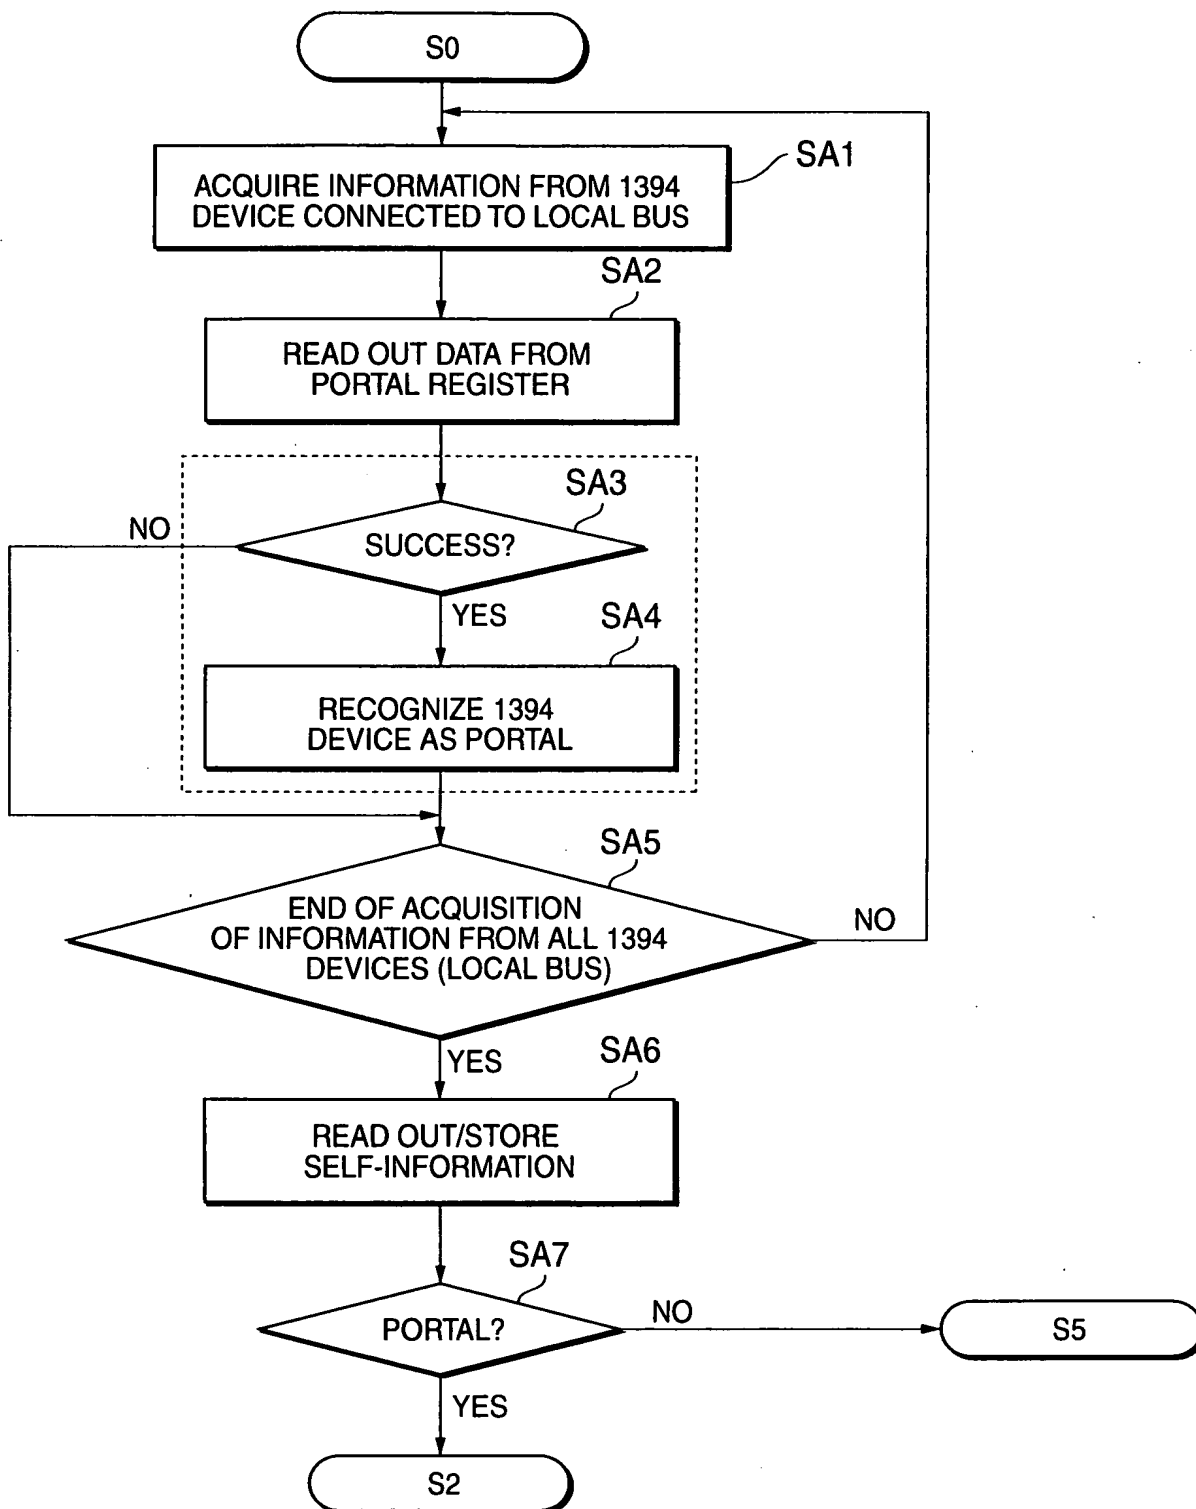 S0
SA1
ACQUIRE INFORMATION FROM 1394
DEVICE CONNECTED TO LOCAL BUS
SA2
READ OUT DATA FROM
PORTAL REGISTER
SA3
NO
SUCCESS?
YES
SA4
RECOGNIZE 1394
DEVICE AS PORTAL
SA5
END OF ACQUISITION
OF INFORMATION FROM ALL 1394
DEVICES (LOCAL BUS)
NO
YES
SA6
READ OUT/STORE
SELF-INFORMATION
SA7
PORTAL?
NO
S5
YES
S2